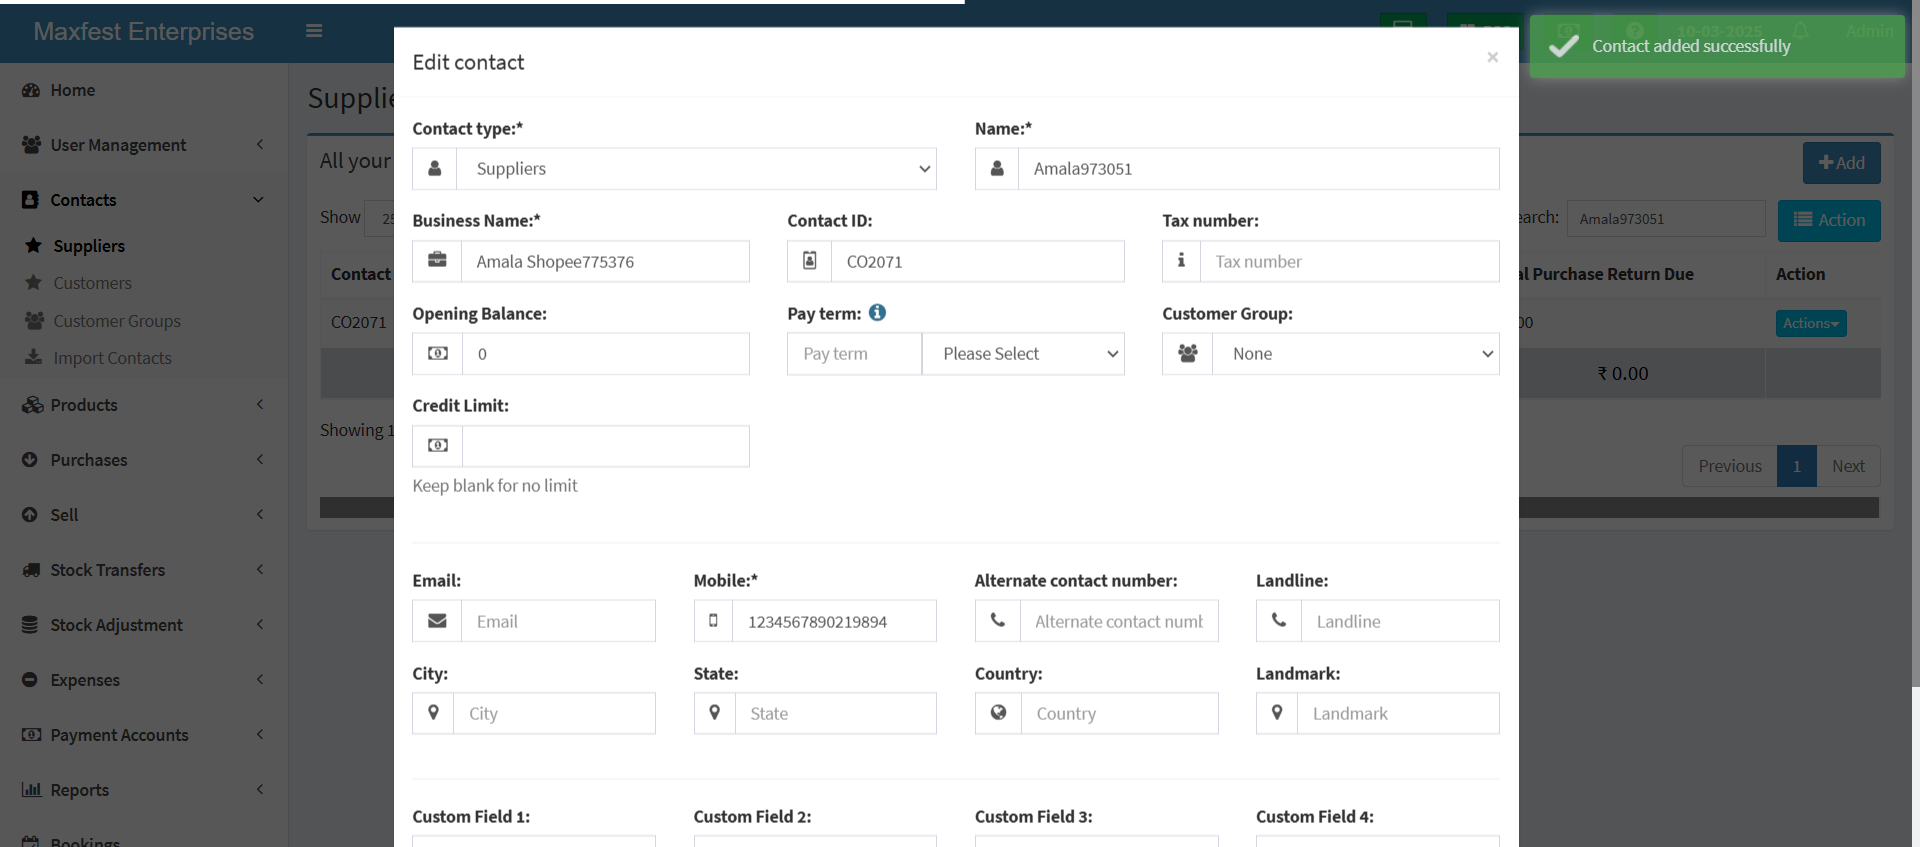 Maxfest Enterprises
10-03-2025
Admin
Contact added successfully
Home
User Management
Contacts
Suppliers
Customers
Customer Groups
Import Contacts
Products
Purchases
Sell
Stock Transfers
Stock Adjustment
Expenses
Payment Accounts
Reports
Bookings
Supplie
All your
Add
Show 25
earch: Amala973051
Action
Contact
al Purchase Return Due
Action
CO2071
00
Actions
₹ 0.00
Showing 1
Previous 1 Next
Edit contact
×
Contact type:* Name:*
Suppliers Amala973051
Business Name:* Contact ID: Tax number:
Amala Shopee775376 CO2071 Tax number
Opening Balance: Pay term: Customer Group:
0 Pay term Please Select None
Credit Limit:
Keep blank for no limit
Email: Mobile:* Alternate contact number: Landline:
Email 1234567890219894 Alternate contact numb Landline
City: State: Country: Landmark:
City State Country Landmark
Custom Field 1: Custom Field 2: Custom Field 3: Custom Field 4: